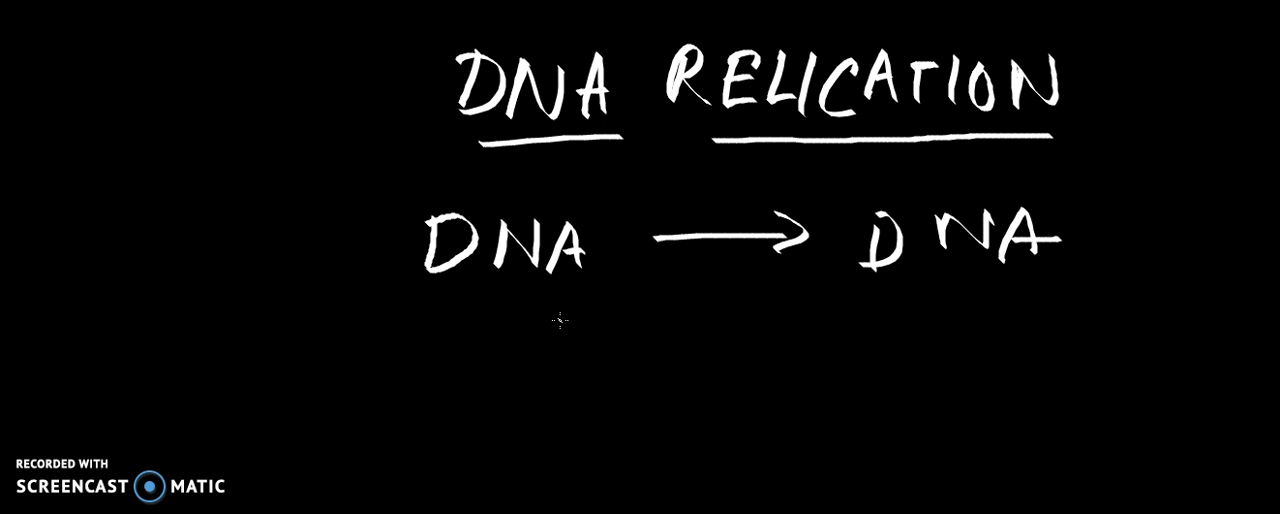 DNA RELICATION
DNA → DNA
RECORDED WITH
SCREENCAST MATIC